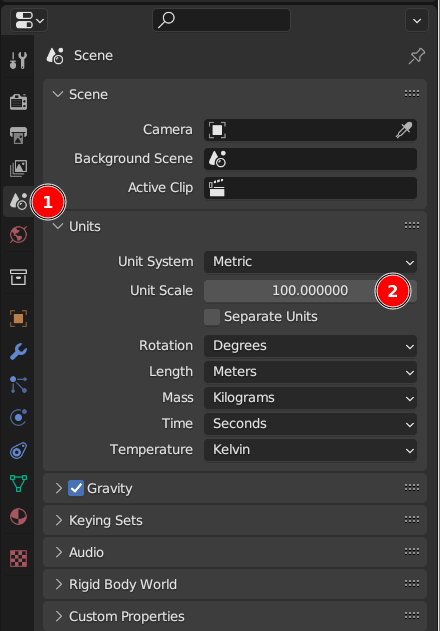 Scene
Scene
Camera
Background Scene
Active Clip
1
Units
Unit System Metric
Unit Scale 100.000000 2
Separate Units
Rotation Degrees
Length Meters
Mass Kilograms
Time Seconds
Temperature Kelvin
Gravity
Keying Sets
Audio
Rigid Body World
Custom Properties